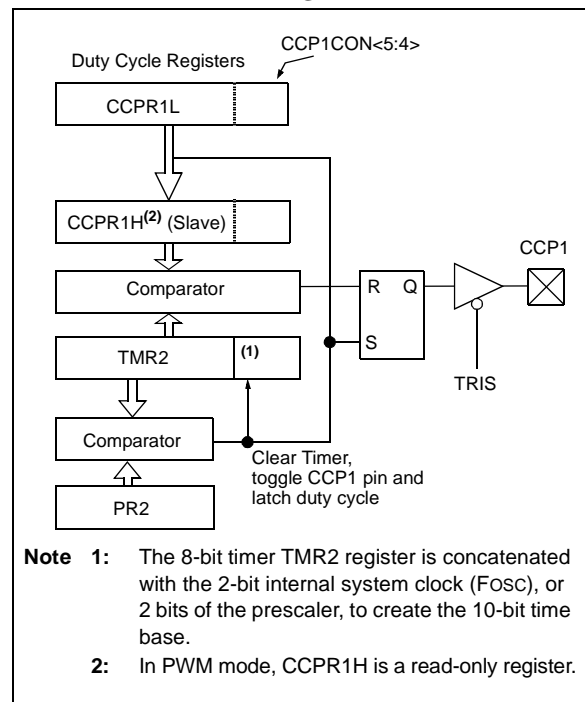 CCP1CON<5:4>
Duty Cycle Registers
CCPR1L
CCPR1H(2) (Slave)
CCP1
Comparator
R Q
TMR2
(1)
S
TRIS
Comparator
Clear Timer,
toggle CCP1 pin and
latch duty cycle
PR2
Note 1: The 8-bit timer TMR2 register is concatenated
with the 2-bit internal system clock (FOSC), or
2 bits of the prescaler, to create the 10-bit time
base.
2: In PWM mode, CCPR1H is a read-only register.